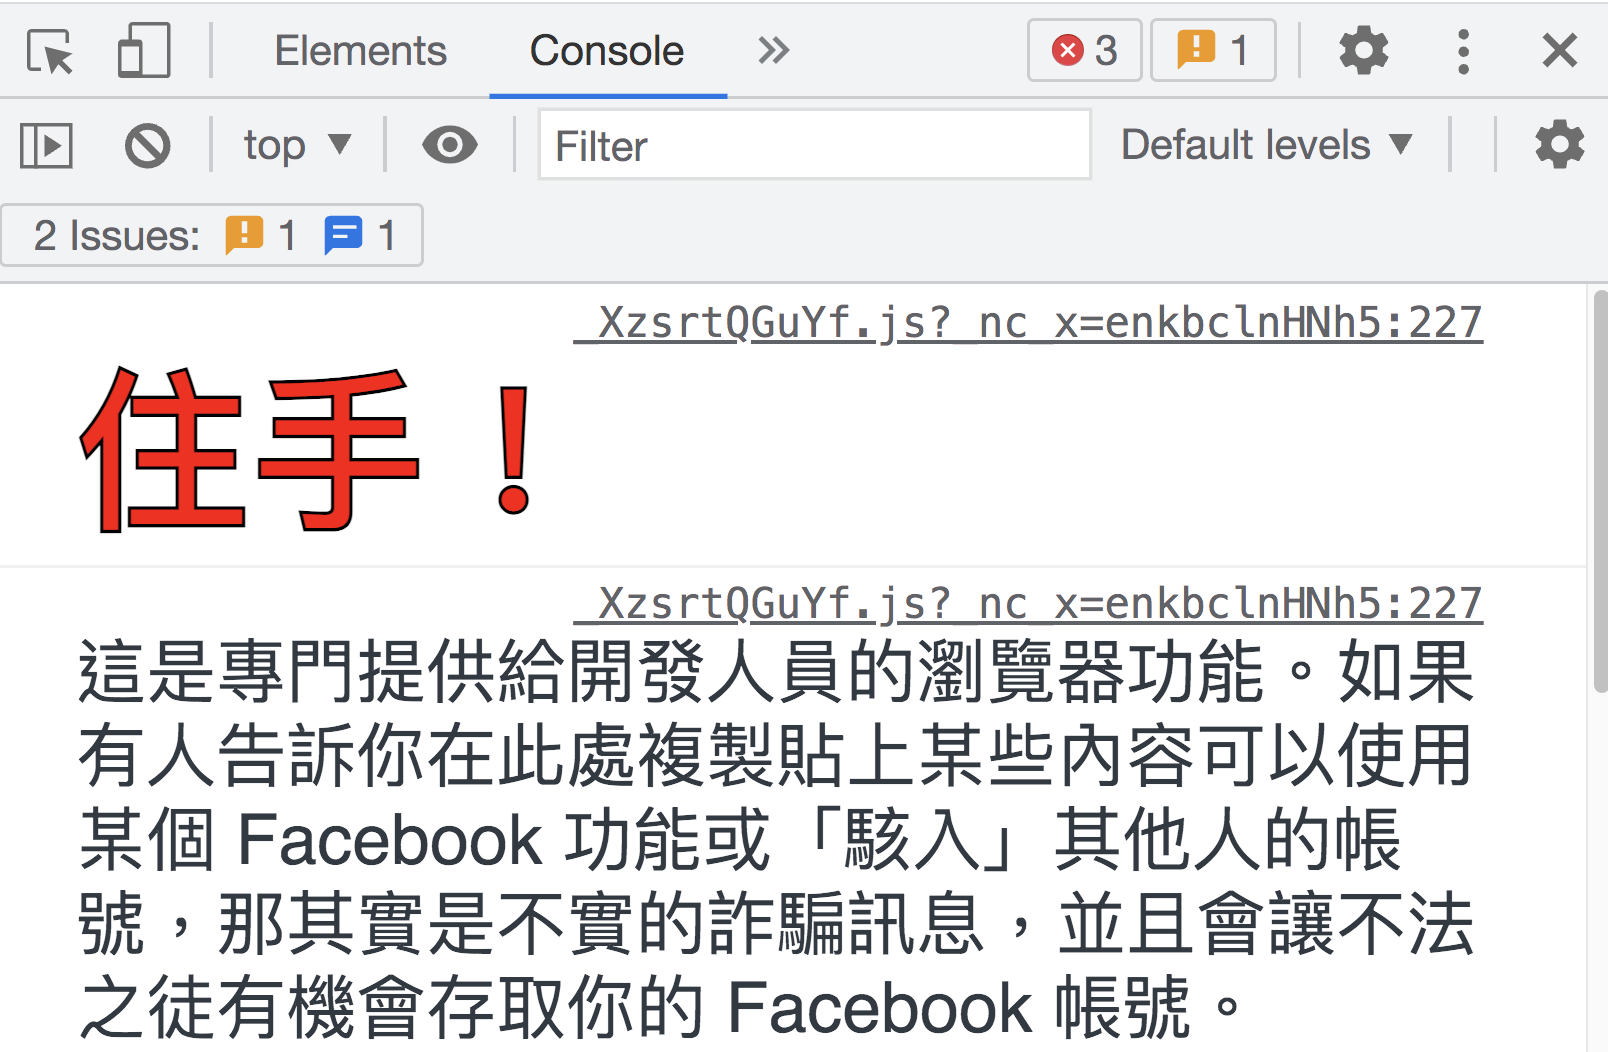 Elements Console 3 1
top Filter Default levels
2 Issues: 1 1
_XzsrtQGuYf.js?_nc_x=enkbclnHNh5:227
住手！
_XzsrtQGuYf.js?_nc_x=enkbclnHNh5:227
這是專門提供給開發人員的瀏覽器功能。如果
有人告訴你在此處複製貼上某些內容可以使用
某個 Facebook 功能或「駭入」其他人的帳
號，那其實是不實的詐騙訊息，並且會讓不法
之徒有機會存取你的 Facebook 帳號。